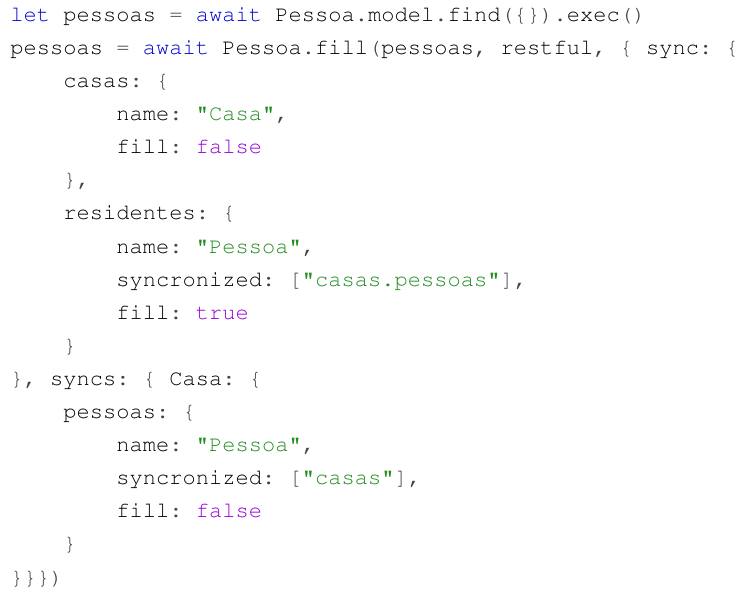 let pessoas = await Pessoa.model.find({}).exec()
pessoas = await Pessoa.fill(pessoas, restful, { sync: {
    casas: {
        name: "Casa",
        fill: false
    },
    residentes: {
        name: "Pessoa",
        syncronized: ["casas.pessoas"],
        fill: true
    }
}, syncs: { Casa: {
    pessoas: {
        name: "Pessoa",
        syncronized: ["casas"],
        fill: false
    }
}}})